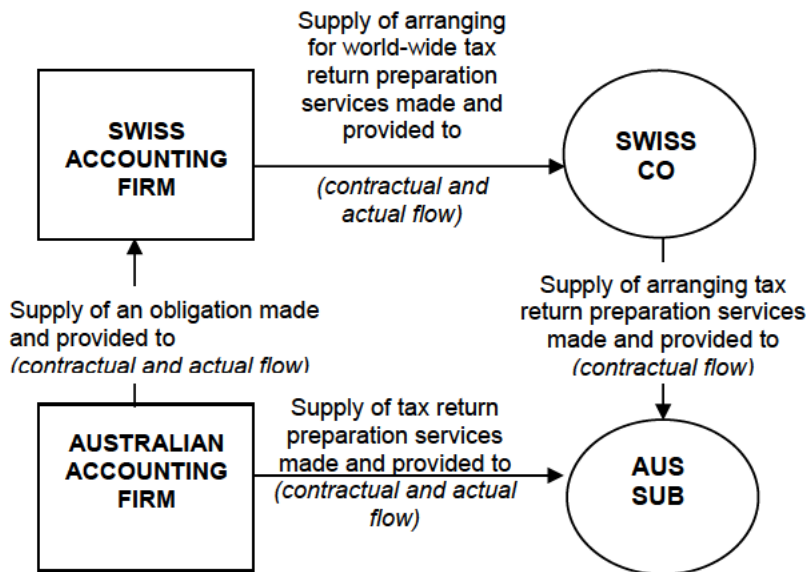 Supply of arranging
for world-wide tax
return preparation
services made and
provided to
SWISS
ACCOUNTING
FIRM
(contractual and
actual flow)
SWISS
CO
Supply of an obligation made
and provided to
(contractual and actual flow)
Supply of arranging tax
return preparation services
made and provided to
(contractual flow)
AUSTRALIAN
ACCOUNTING
FIRM
Supply of tax return
preparation services
made and provided to
(contractual and actual
flow)
AUS
SUB